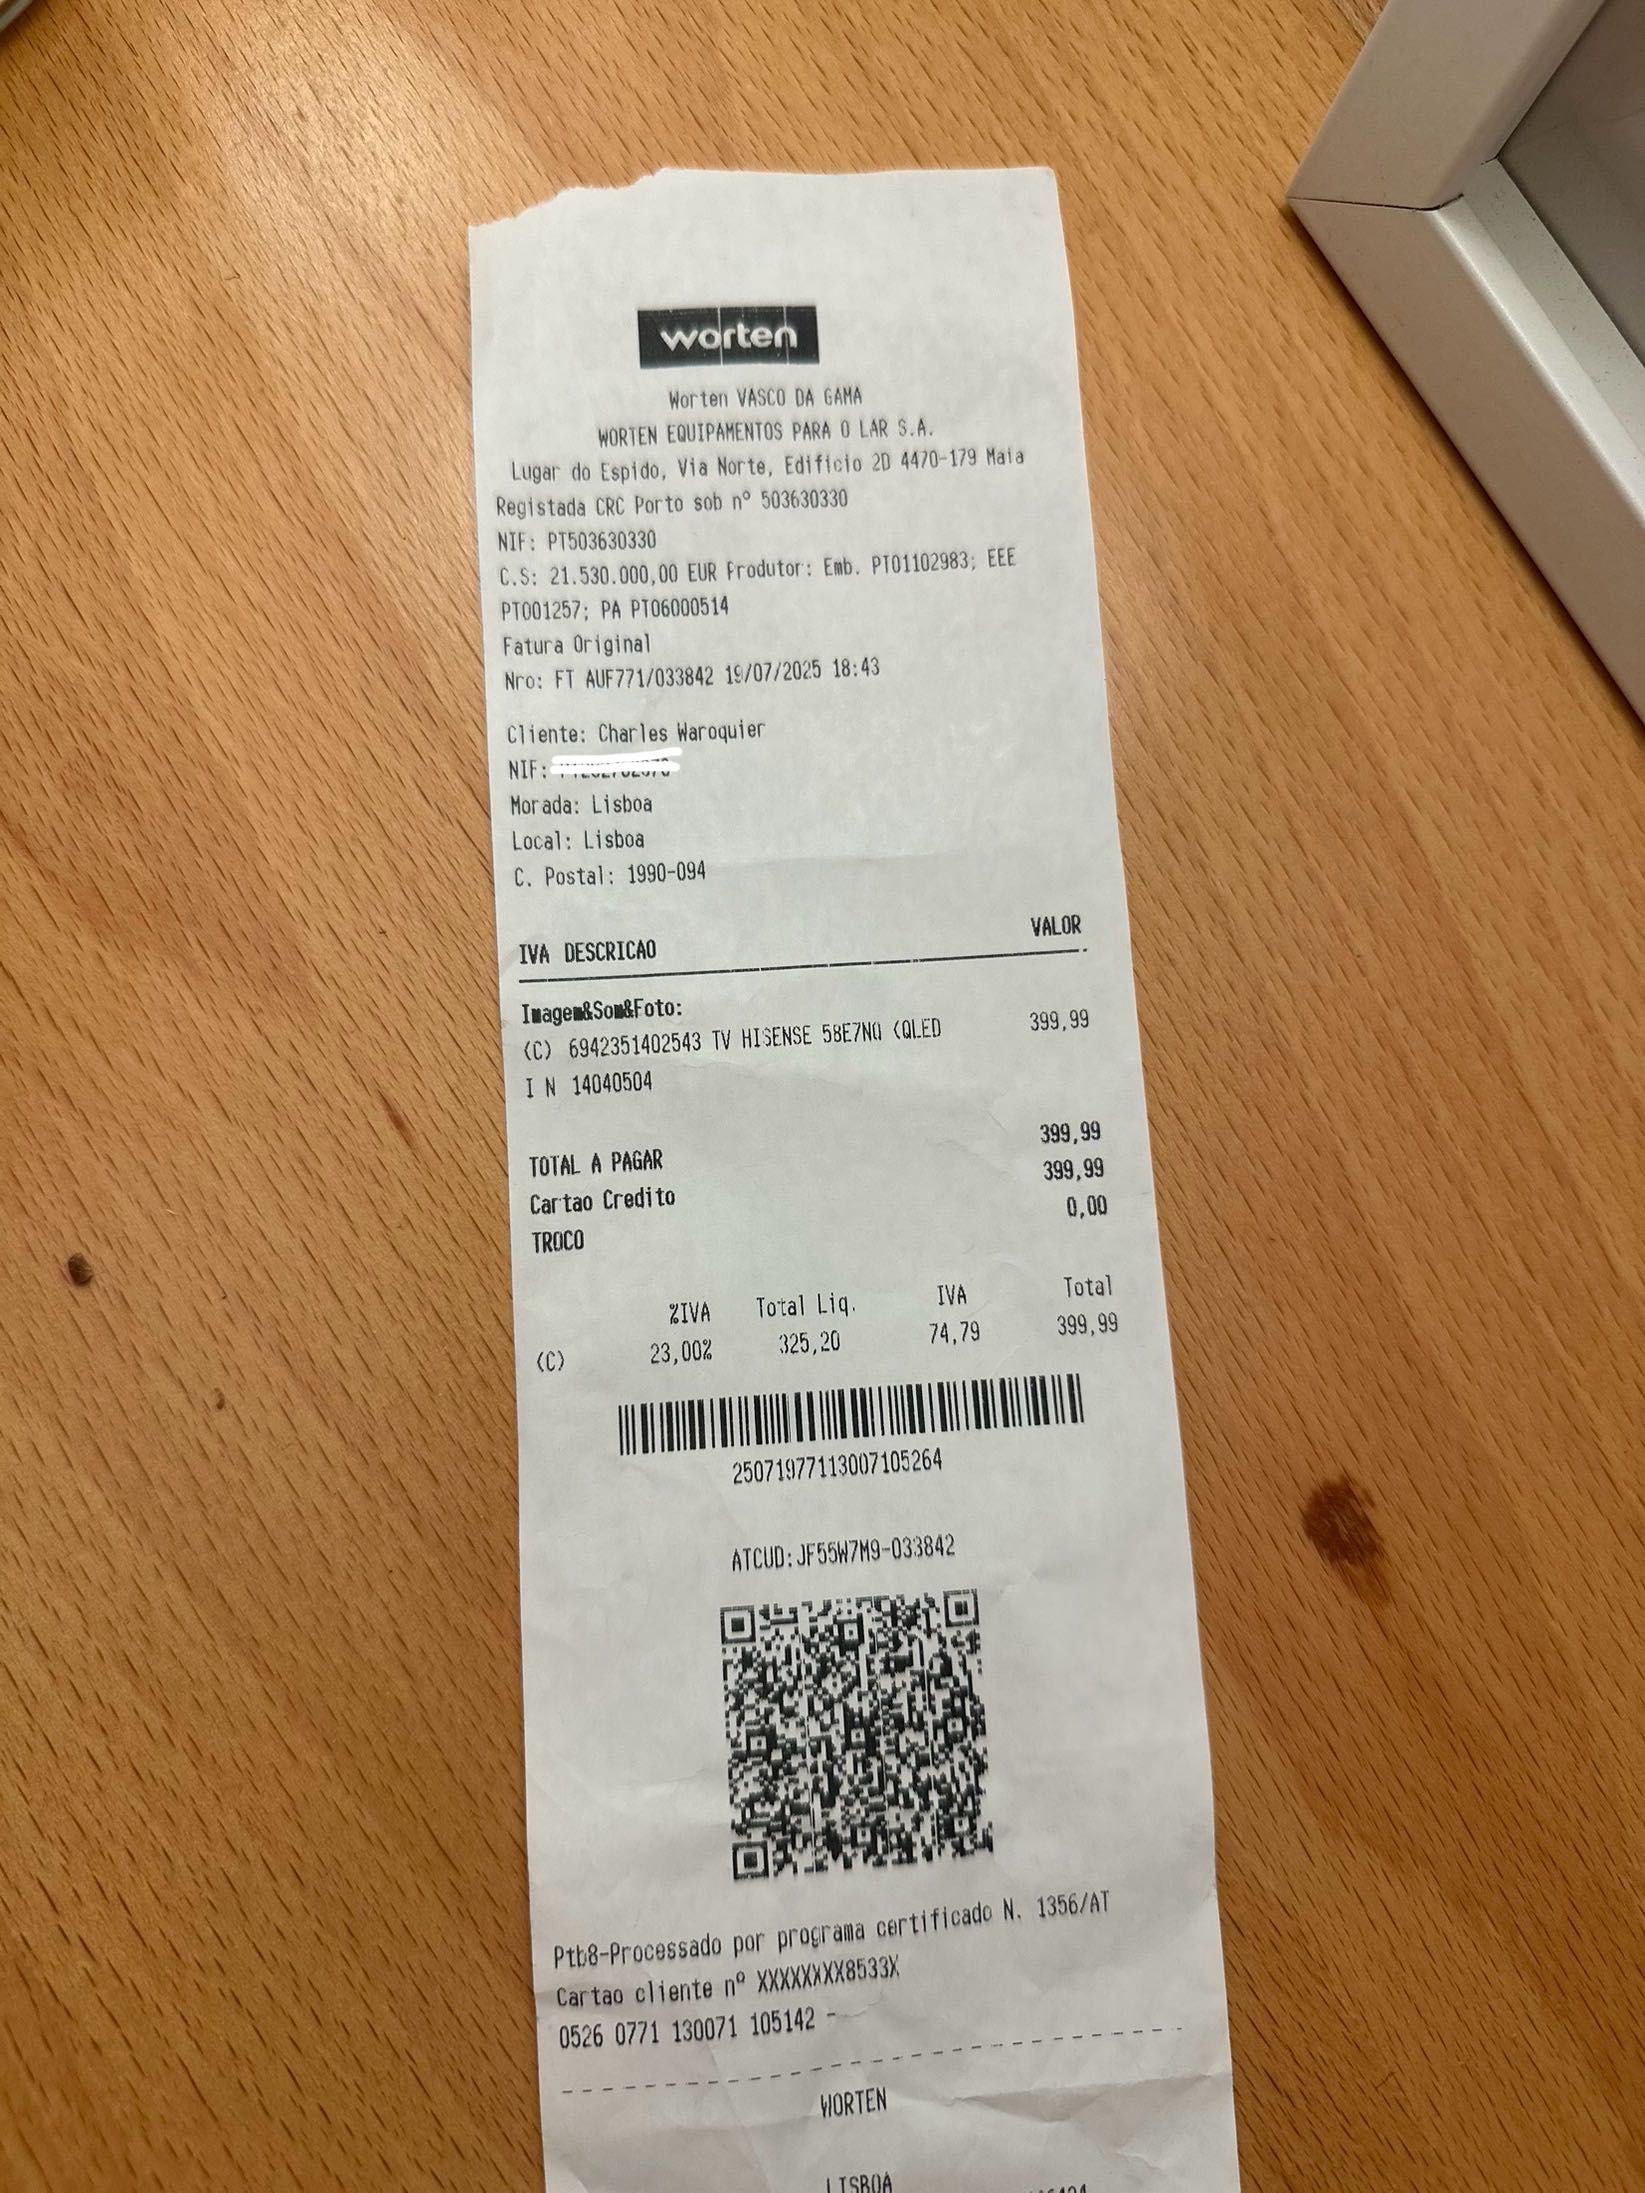 worten
Worten VASCO DA GAMA
WORTEN EQUIPAMENTOS PARA O LAR S.A.
Lugar do Espido, Via Norte, Edificio 2D 4470-179 Maia
Registada CRC Porto sob nº 503630330
NIF: PT503630330
C.S: 21.530.000,00 EUR Produtor: Emb. PT01102983; EEE
PT001257; PA PT06000514
Fatura Original
Nro: FT AUF771/033842 19/07/2025 18:43
Cliente: Charles Waroquier
NIF:
Morada: Lisboa
Local: Lisboa
C. Postal: 1990-094
IVA DESCRICAO VALOR
Imagem&Som&Foto:
(C) 6942351402543 TV HISENSE 58E7NQ (QLED 399,99
I N 14040504
TOTAL A PAGAR 399,99
Cartao Credito 399,99
TROCO 0,00
%IVA Total Liq. IVA Total
(C) 23,00% 325,20 74,79 399,99
25071977113007105264
ATCUD:JF55W7M9-033842
Ptb8-Processado por programa certificado N. 1356/AT
Cartao cliente nº XXXXXXXX8533X
0526 0771 130071 105142 -
WORTEN
LISBOA